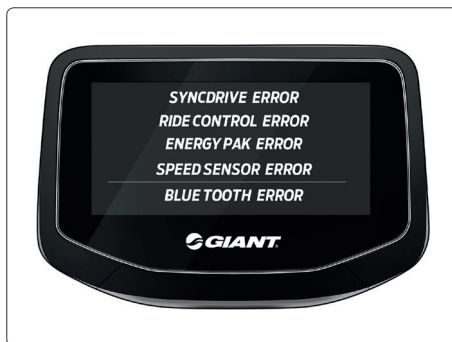 SYNCDRIVE ERROR
RIDE CONTROL ERROR
ENERGY PAK ERROR
SPEED SENSOR ERROR
BLUE TOOTH ERROR
GIANT